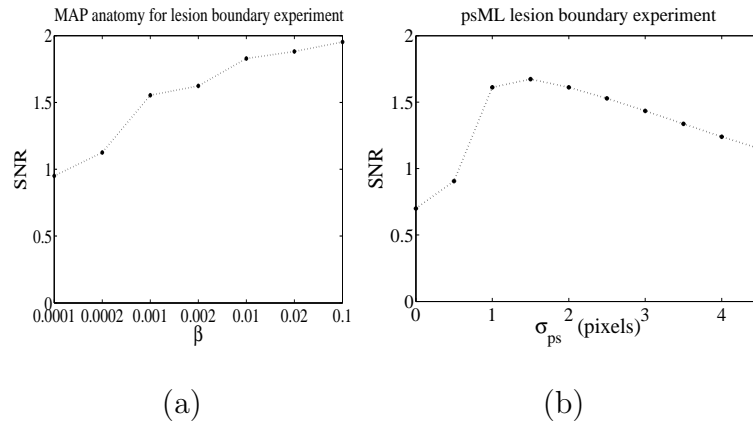 MAP anatomy for lesion boundary experiment
2
1.5
1
0.5
0
SNR
0.0001 0.0002 0.001 0.002 0.01 0.02 0.1
β
(a)
psML lesion boundary experiment
2
1.5
1
0.5
0
SNR
0 1 2 3 4
σps (pixels)
(b)